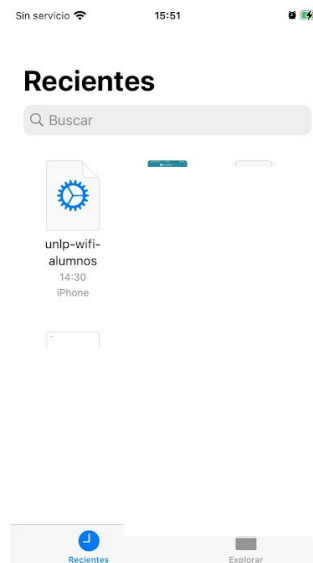 Sin servicio 15:51
Recientes
Buscar
unlp-wifi-
alumnos
14:30
iPhone
Recientes Explorar